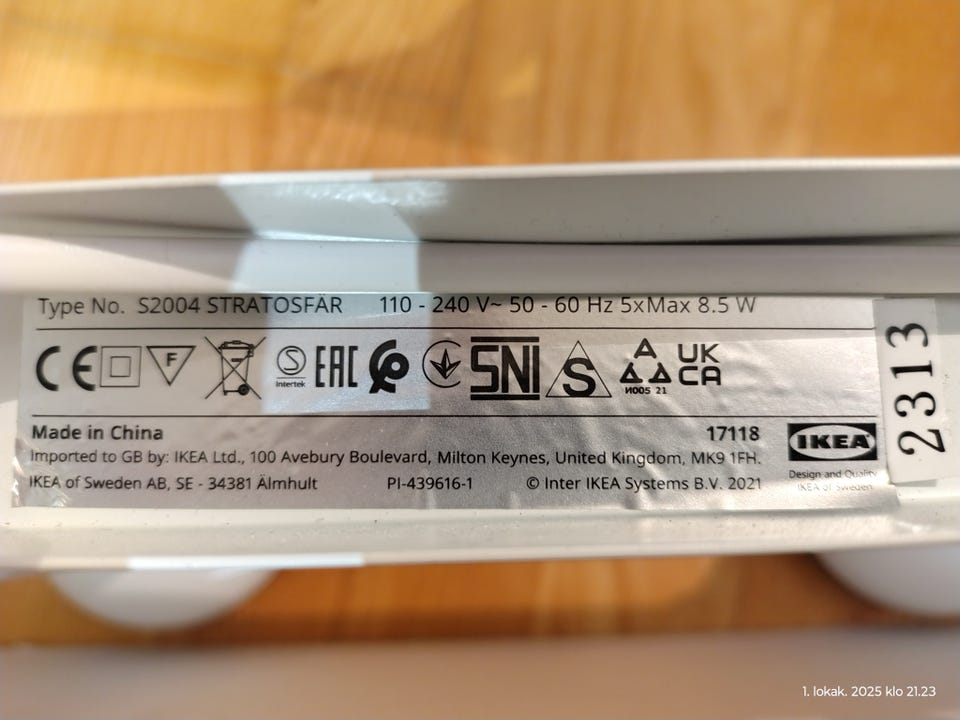 Type No. S2004 STRATOSFÄR 110 - 240 V~ 50 - 60 Hz 5xMax 8.5 W
CE F S Intertek EAC SNI S A И005 21 UK CA
Made in China 17118
Imported to GB by: IKEA Ltd., 100 Avebury Boulevard, Milton Keynes, United Kingdom, MK9 1FH.
IKEA of Sweden AB, SE - 34381 Älmhult PI-439616-1 © Inter IKEA Systems B.V. 2021
IKEA
Design and Quality
IKEA of Sweden
2313
1. lokak. 2025 klo 21.23